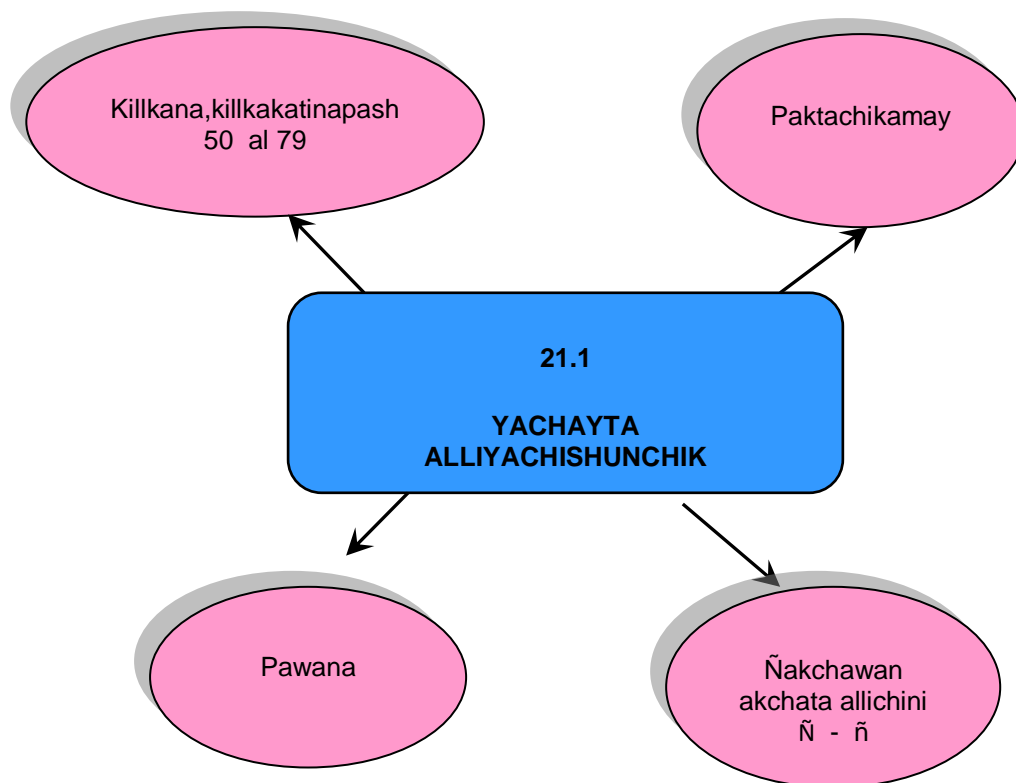 Killkana,killkakatinapash
50 al 79
Paktachikamay
21.1
YACHAYTA
ALLIYACHISHUNCHIK
Pawana
Ñakchawan
akchata allichini
Ñ - ñ